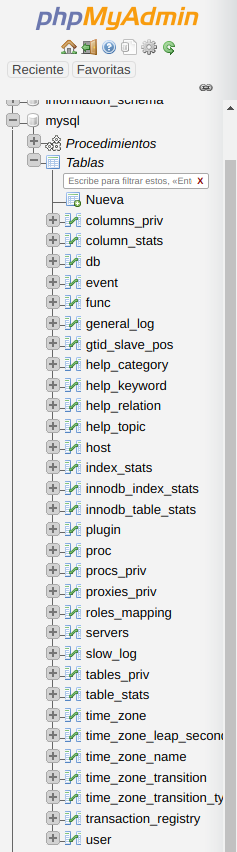 phpMyAdmin
Reciente Favoritas
information_schema
mysql
Procedimientos
Tablas
Escribe para filtrar estos, «Ent X
Nueva
columns_priv
column_stats
db
event
func
general_log
gtid_slave_pos
help_category
help_keyword
help_relation
help_topic
host
index_stats
innodb_index_stats
innodb_table_stats
plugin
proc
procs_priv
proxies_priv
roles_mapping
servers
slow_log
tables_priv
table_stats
time_zone
time_zone_leap_second
time_zone_name
time_zone_transition
time_zone_transition_ty
transaction_registry
user